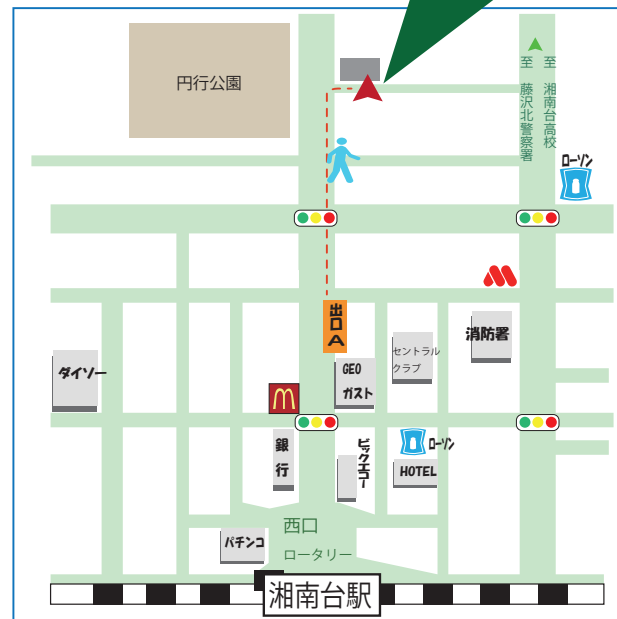 円行公園
至 湘南台高校
至 藤沢北警察署
ローソン
出口A
消防署
セントラル
クラブ
GEO
ガスト
ダイソー
銀行
ビックエコー
ローソン
HOTEL
パチンコ
西口
ロータリー
湘南台駅